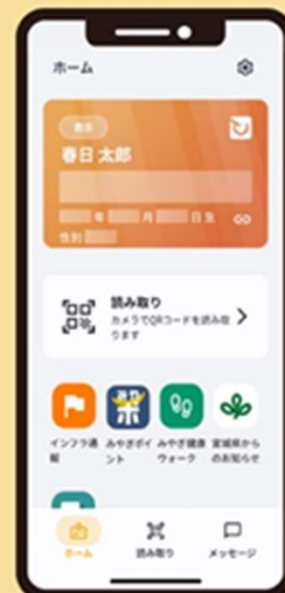 ホーム
表示
春日 太郎
年 月 日生
性別
読み取り
カメラでQRコードを読み取
ります
インフラ通 みやぎポイ みやぎ健康 宮城県から
報 ント ウォーク のお知らせ
ホーム 読み取り メッセージ